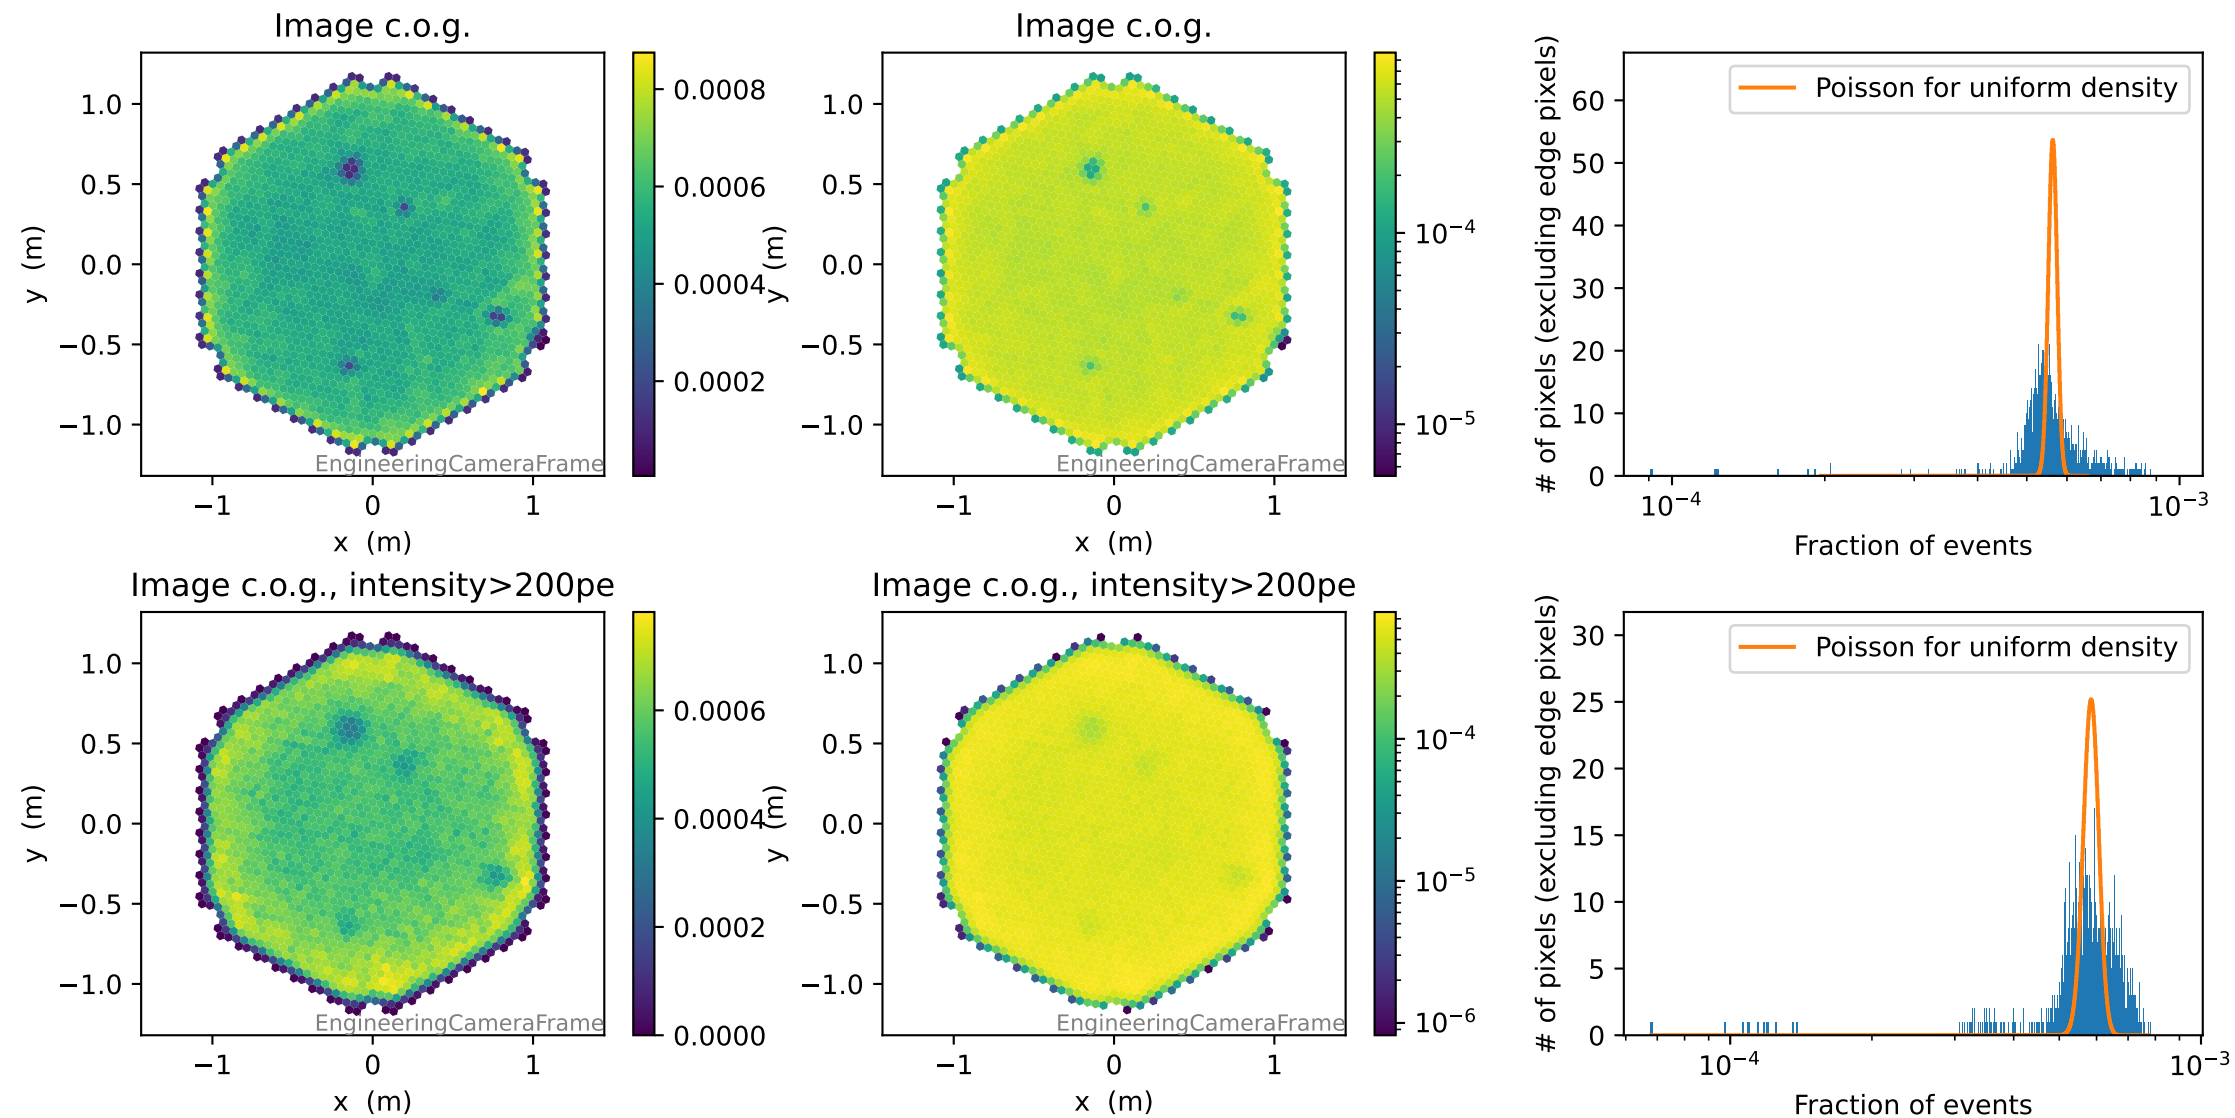 Image c.o.g.
y (m)
1.0
0.5
0.0
−0.5
−1.0
−1
0
1
x (m)
EngineeringCameraFrame
0.0008
0.0006
0.0004
0.0002
Image c.o.g.
y (m)
1.0
0.5
0.0
−0.5
−1.0
−1
0
1
x (m)
EngineeringCameraFrame
10⁻⁴
10⁻⁵
# of pixels (excluding edge pixels)
60
50
40
30
20
10
0
Poisson for uniform density
10⁻⁴
10⁻³
Fraction of events
Image c.o.g., intensity>200pe
y (m)
1.0
0.5
0.0
−0.5
−1.0
−1
0
1
x (m)
EngineeringCameraFrame
0.0006
0.0004
0.0002
0.0000
Image c.o.g., intensity>200pe
y (m)
1.0
0.5
0.0
−0.5
−1.0
−1
0
1
x (m)
EngineeringCameraFrame
10⁻⁴
10⁻⁵
10⁻⁶
# of pixels (excluding edge pixels)
30
25
20
15
10
5
0
Poisson for uniform density
10⁻⁴
10⁻³
Fraction of events